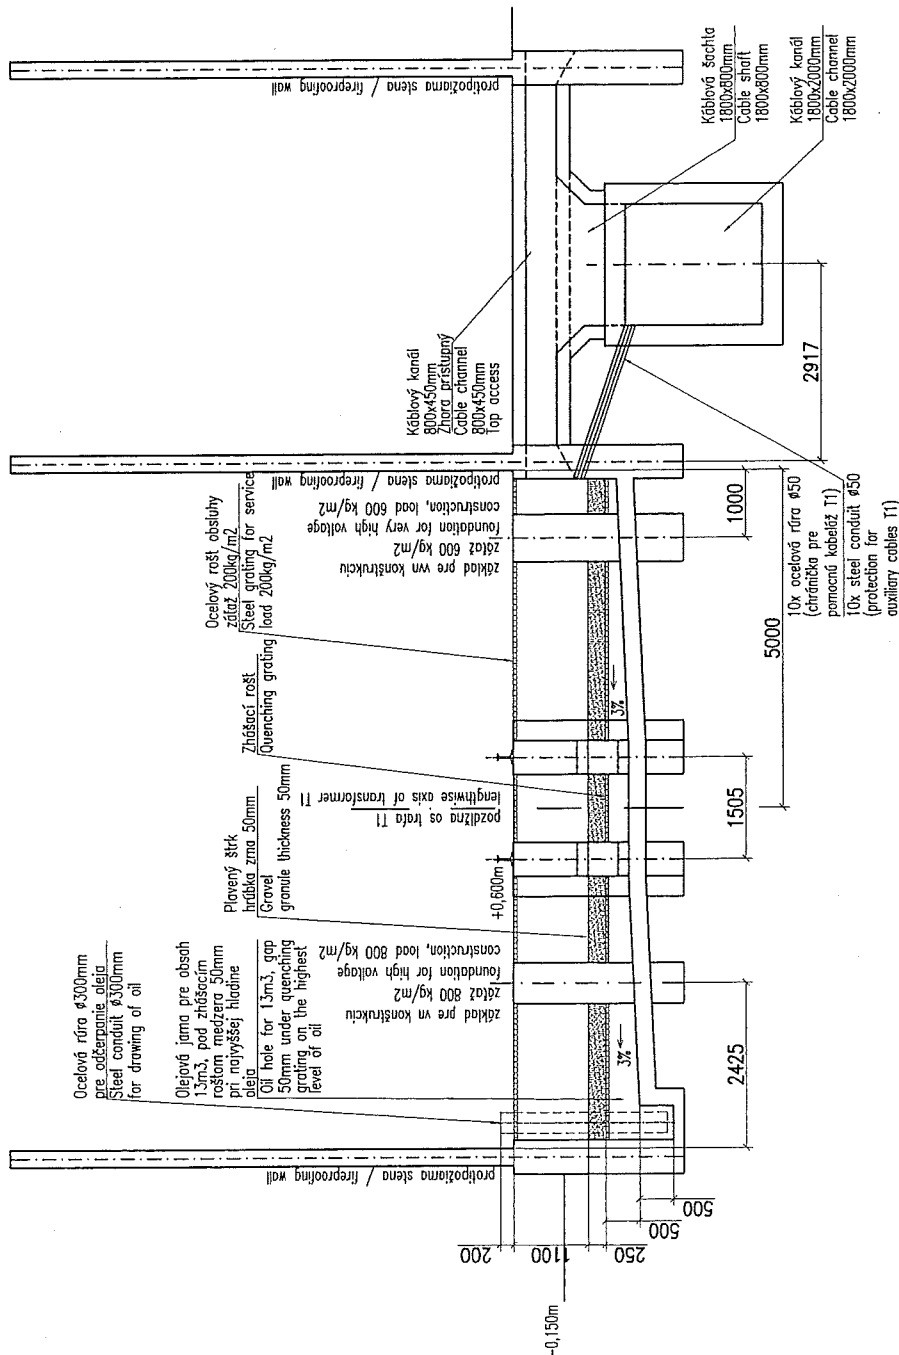 Oceľová rúra ø300mm
pre odčerpanie oleja
Steel conduit ø300mm
for drawing of oil
Olejová jama pre obsah
13m3, pod zhášacím
roštom medzera 50mm
pri najvyššej hladine
oleja
Oil hole for 13m3, gap
50mm under quenching
grating on the highest
level of oil
Plavený štrk
hrúbka zrna 50mm
Gravel
granule thickness 50mm
Zhášací rošt
Quenching grating
Oceľový rošt obsluhy
záťaž 200kg/m2
Steel grating for service
load 200kg/m2
Káblový kanál
800x450mm
Zhora prístupný
Cable channel
800x450mm
Top access
Káblová šachta
1800x800mm
Cable shaft
1800x800mm
Káblový kanál
1800x2000mm
Cable channel
1800x2000mm
protipožiarna stena / fireproofing
wall
základ pre vn konštrukciu
záťaž 800 kg/m2
foundation for high voltage
construction, load 800 kg/m2
+0,600m
pozdĺžna os trafa T1
lengthwise axis of transformer T1
základ pre vvn konštrukciu
záťaž 600 kg/m2
foundation for very high voltage
construction, load 600 kg/m2
protipožiarna stena / fireproofing
wall
protipožiarna stena / fireproofing
wall
3%
3%
-0,150m
200
1100
250
500
500
2425
1505
5000
1000
2917
10x oceľová rúra ø50
(chránička pre
pomocnú kabeláž T1)
10x steel conduit ø50
(protection for
auxiliary cables T1)